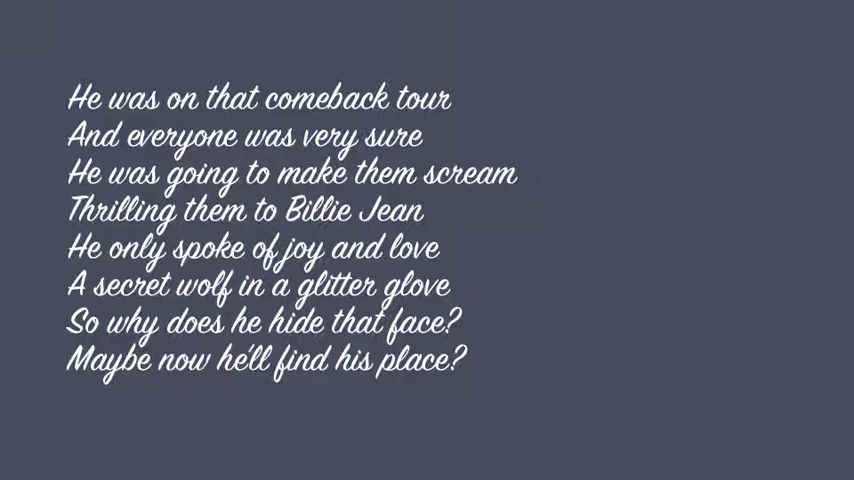 He was on that comeback tour
And everyone was very sure
He was going to make them scream
Thrilling them to Billie Jean
He only spoke of joy and love
A secret wolf in a glitter glove
So why does he hide that face?
Maybe now he'll find his place?